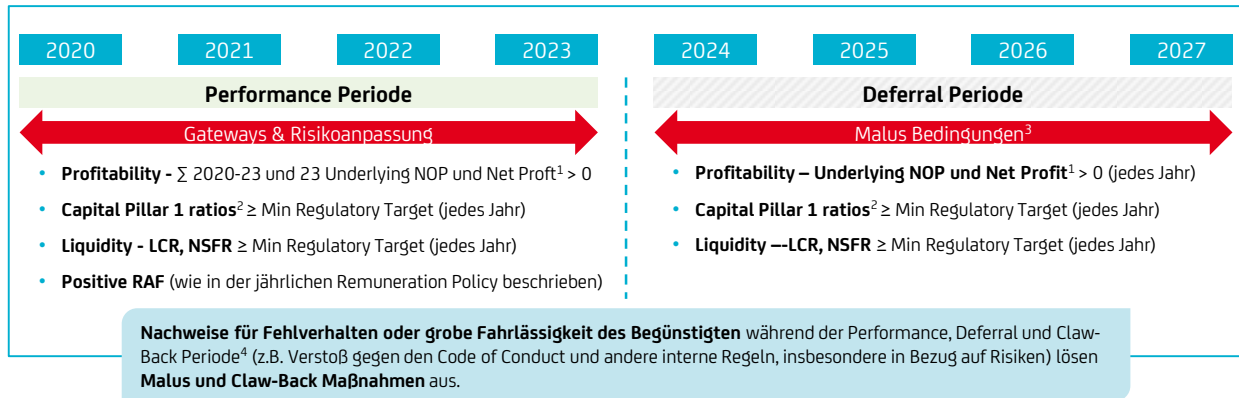 2020 2021 2022 2023 2024 2025 2026 2027
Performance Periode
Deferral Periode
Gateways & Risikoanpassung
Malus Bedingungen³
• Profitability - ∑ 2020-23 und 23 Underlying NOP und Net Proft¹ > 0
• Capital Pillar 1 ratios² ≥ Min Regulatory Target (jedes Jahr)
• Liquidity - LCR, NSFR ≥ Min Regulatory Target (jedes Jahr)
• Positive RAF (wie in der jährlichen Remuneration Policy beschrieben)
• Profitability – Underlying NOP und Net Profit¹ > 0 (jedes Jahr)
• Capital Pillar 1 ratios² ≥ Min Regulatory Target (jedes Jahr)
• Liquidity –-LCR, NSFR ≥ Min Regulatory Target (jedes Jahr)
Nachweise für Fehlverhalten oder grobe Fahrlässigkeit des Begünstigten während der Performance, Deferral und Claw-
Back Periode⁴ (z.B. Verstoß gegen den Code of Conduct und andere interne Regeln, insbesondere in Bezug auf Risiken) lösen
Malus und Claw-Back Maßnahmen aus.